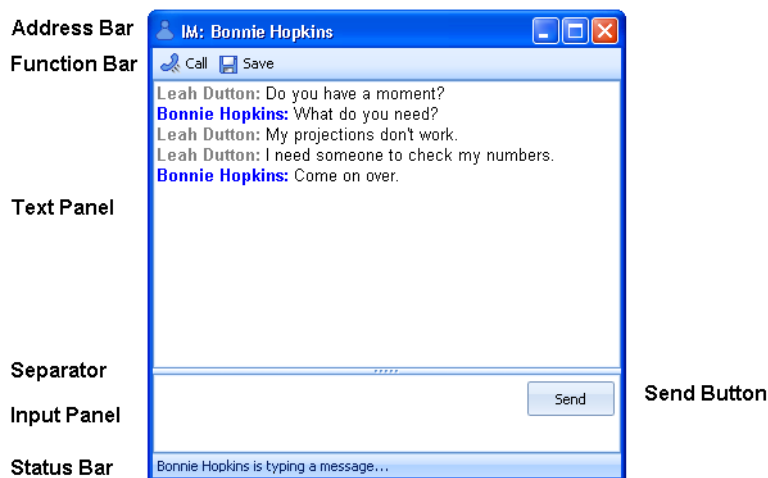 Address Bar
IM: Bonnie Hopkins
Function Bar
Call Save
Leah Dutton: Do you have a moment?
Bonnie Hopkins: What do you need?
Leah Dutton: My projections don't work.
Leah Dutton: I need someone to check my numbers.
Bonnie Hopkins: Come on over.
Text Panel
Separator
Input Panel
Send
Send Button
Status Bar
Bonnie Hopkins is typing a message...